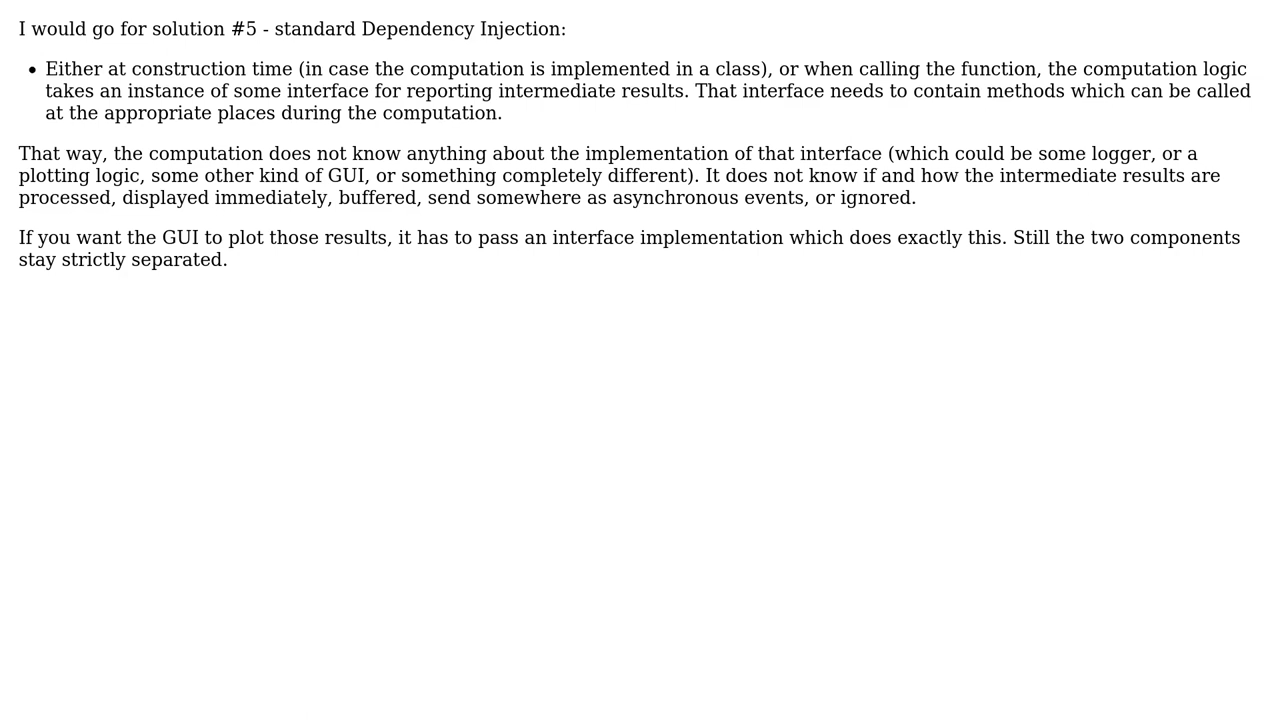 I would go for solution #5 - standard Dependency Injection:
• Either at construction time (in case the computation is implemented in a class), or when calling the function, the computation logic
takes an instance of some interface for reporting intermediate results. That interface needs to contain methods which can be called
at the appropriate places during the computation.
That way, the computation does not know anything about the implementation of that interface (which could be some logger, or a
plotting logic, some other kind of GUI, or something completely different). It does not know if and how the intermediate results are
processed, displayed immediately, buffered, send somewhere as asynchronous events, or ignored.
If you want the GUI to plot those results, it has to pass an interface implementation which does exactly this. Still the two components
stay strictly separated.